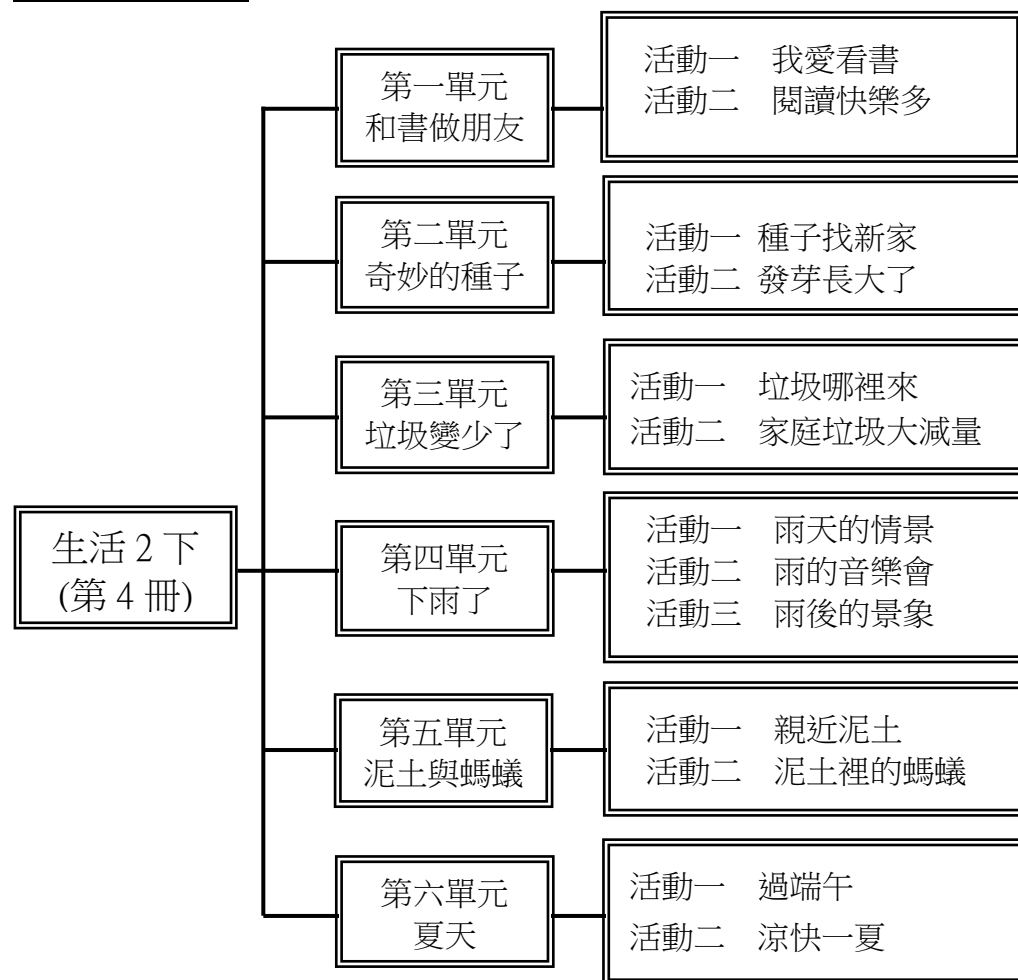 第一單元
和書做朋友
活動一 我愛看書
活動二 閱讀快樂多
第二單元
奇妙的種子
活動一 種子找新家
活動二 發芽長大了
第三單元
垃圾變少了
活動一 垃圾哪裡來
活動二 家庭垃圾大減量
生活 2 下
(第 4 冊)
第四單元
下雨了
活動一 雨天的情景
活動二 雨的音樂會
活動三 雨後的景象
第五單元
泥土與螞蟻
活動一 親近泥土
活動二 泥土裡的螞蟻
第六單元
夏天
活動一 過端午
活動二 涼快一夏